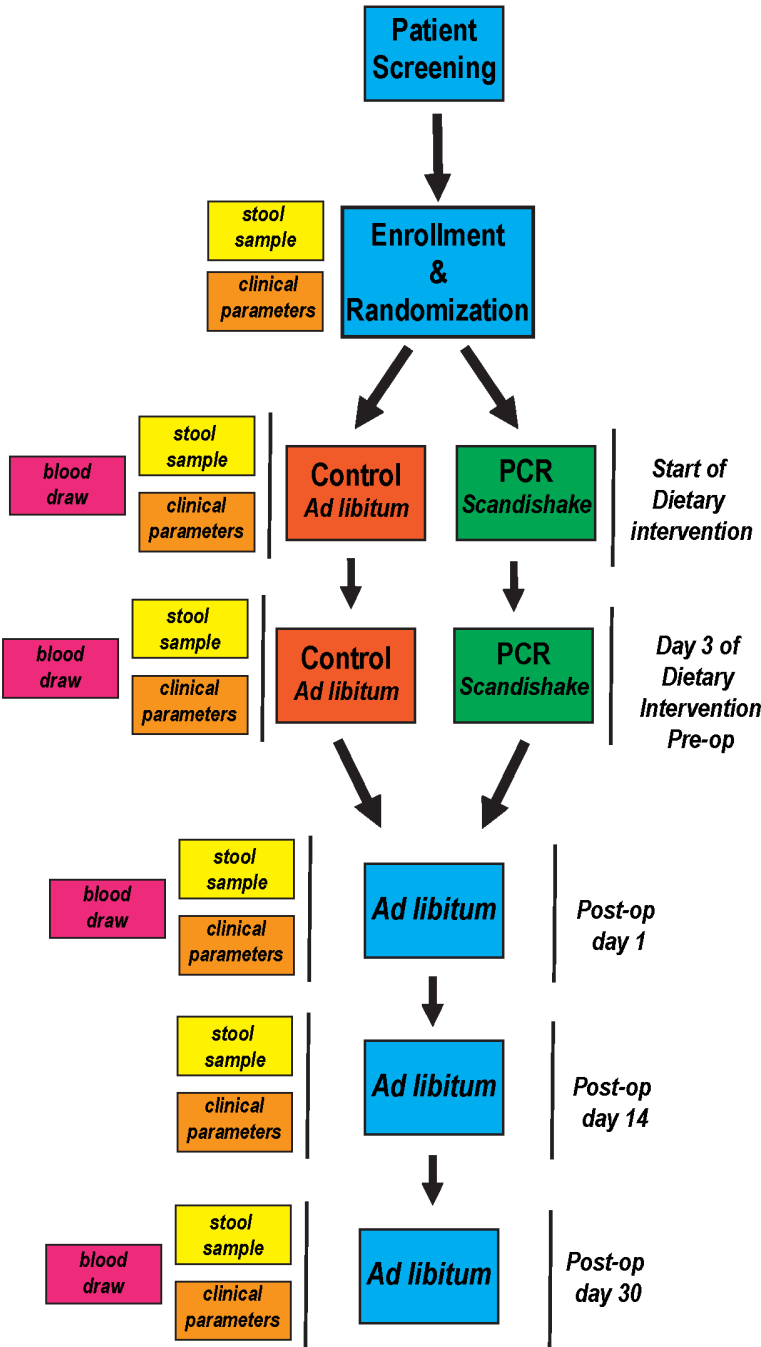 Patient
Screening
stool
sample
clinical
parameters
Enrollment
&
Randomization
blood
draw
stool
sample
clinical
parameters
Control
Ad libitum
PCR
Scandishake
Start of
Dietary
intervention
blood
draw
stool
sample
clinical
parameters
Control
Ad libitum
PCR
Scandishake
Day 3 of
Dietary
Intervention
Pre-op
blood
draw
stool
sample
clinical
parameters
Ad libitum
Post-op
day 1
stool
sample
clinical
parameters
Ad libitum
Post-op
day 14
blood
draw
stool
sample
clinical
parameters
Ad libitum
Post-op
day 30